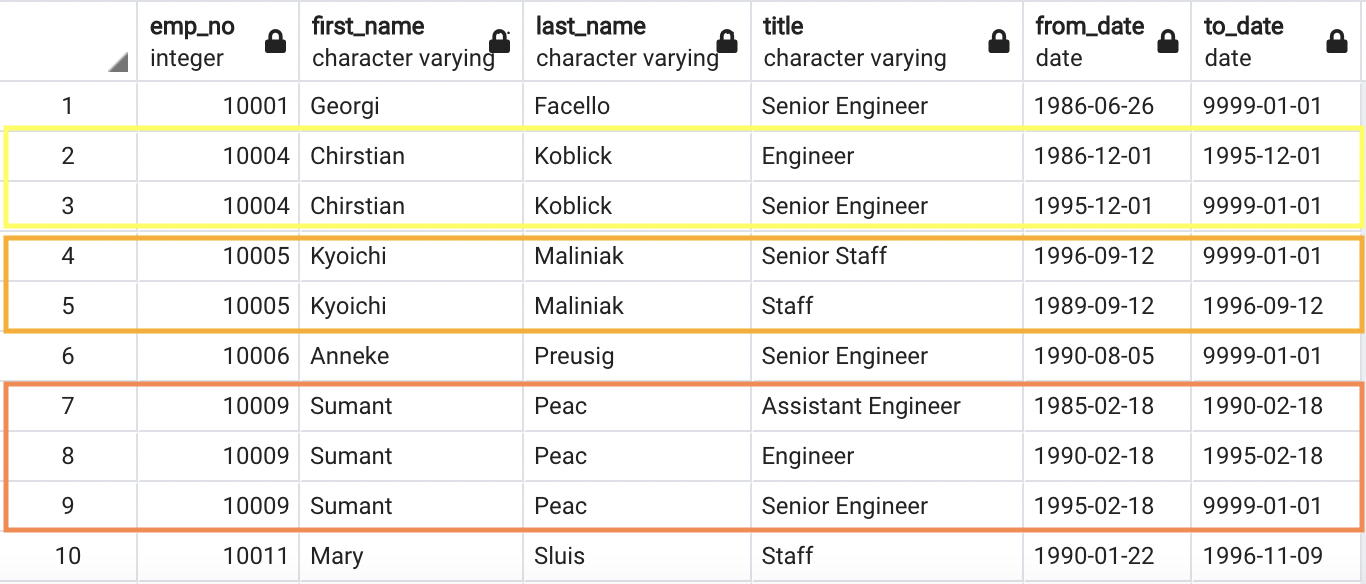 emp_no first_name last_name title from_date to_date
integer character varying character varying character varying date date
1 10001 Georgi Facello Senior Engineer 1986-06-26 9999-01-01
2 10004 Chirstian Koblick Engineer 1986-12-01 1995-12-01
3 10004 Chirstian Koblick Senior Engineer 1995-12-01 9999-01-01
4 10005 Kyoichi Maliniak Senior Staff 1996-09-12 9999-01-01
5 10005 Kyoichi Maliniak Staff 1989-09-12 1996-09-12
6 10006 Anneke Preusig Senior Engineer 1990-08-05 9999-01-01
7 10009 Sumant Peac Assistant Engineer 1985-02-18 1990-02-18
8 10009 Sumant Peac Engineer 1990-02-18 1995-02-18
9 10009 Sumant Peac Senior Engineer 1995-02-18 9999-01-01
10 10011 Mary Sluis Staff 1990-01-22 1996-11-09